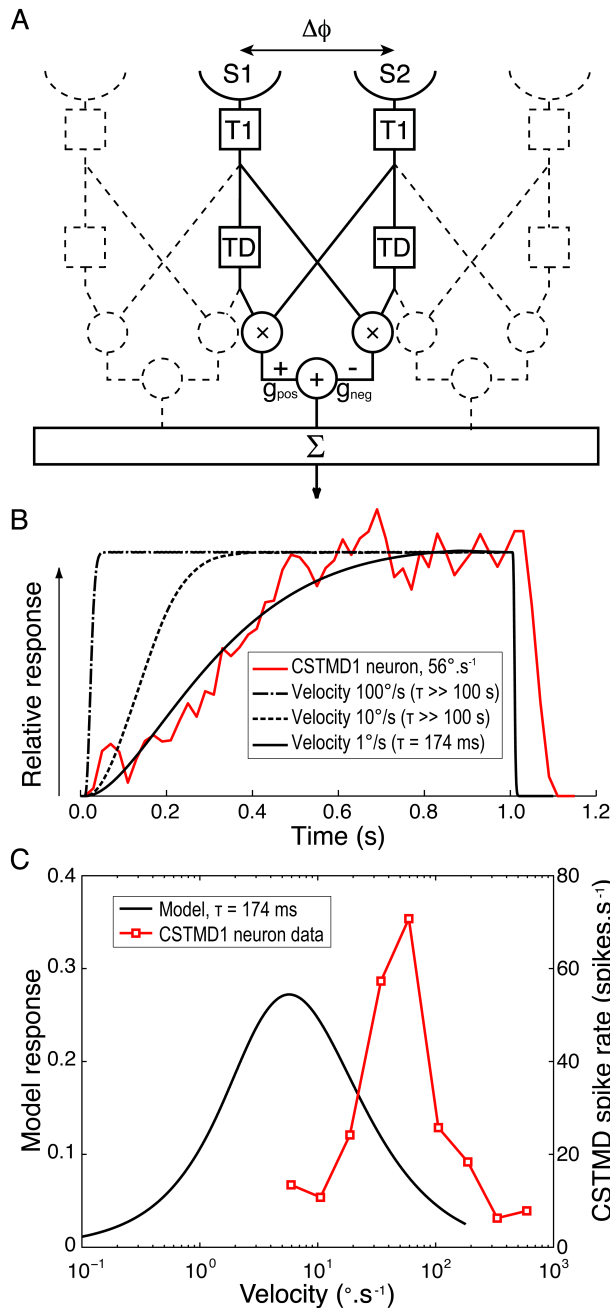 A
Δϕ
S1 S2
T1 T1
TD TD
× ×
+ -
+
gpos gneg
Σ
B
Relative response
CSTMD1 neuron, 56°.s-1
Velocity 100°/s (τ >> 100 s)
Velocity 10°/s (τ >> 100 s)
Velocity 1°/s (τ = 174 ms)
0.0 0.2 0.4 0.6 0.8 1.0 1.2
Time (s)
C
0.4 80
Model, τ = 174 ms
CSTMD1 neuron data
0.3 60
0.2 40
0.1 20
0 0
Model response
CSTMD spike rate (spikes.s-1)
10−1 100 101 102 103
Velocity (°.s-1)